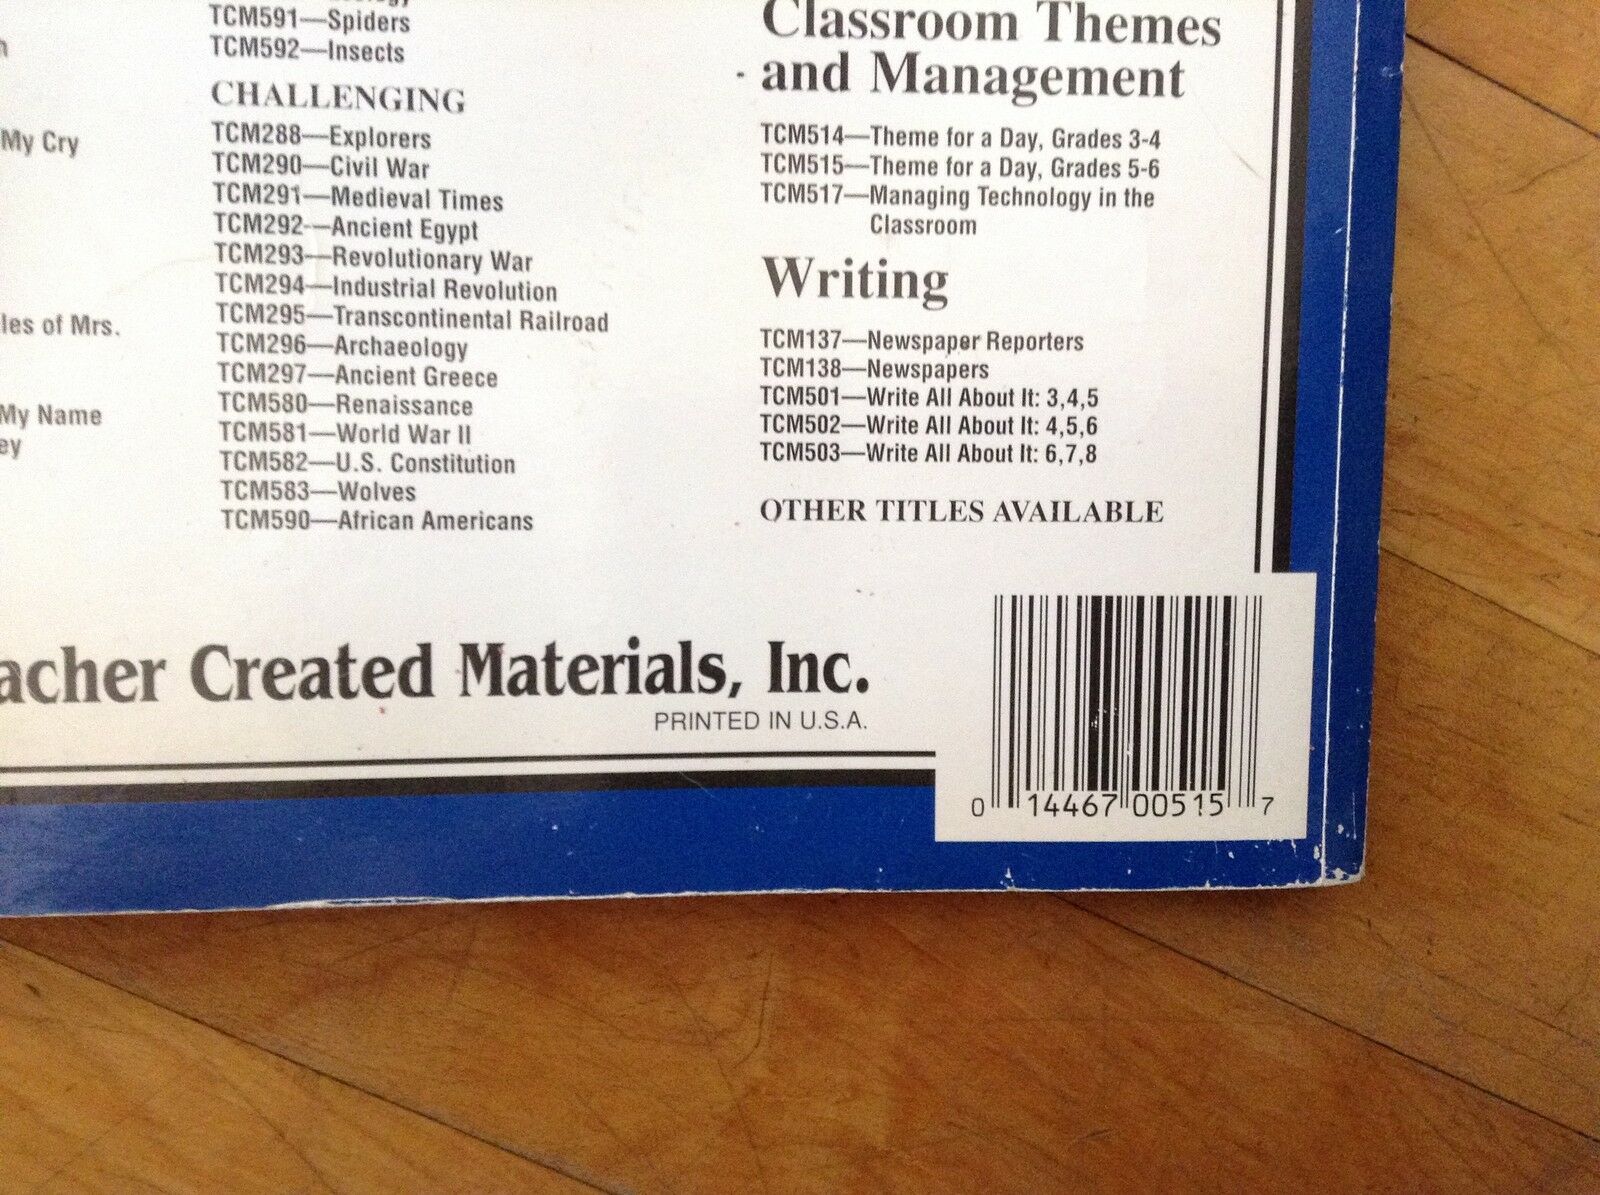 My Cry
les of Mrs.
My Name
ey
TCM591—Spiders
TCM592—Insects
CHALLENGING
TCM288—Explorers
TCM290—Civil War
TCM291—Medieval Times
TCM292—Ancient Egypt
TCM293—Revolutionary War
TCM294—Industrial Revolution
TCM295—Transcontinental Railroad
TCM296—Archaeology
TCM297—Ancient Greece
TCM580—Renaissance
TCM581—World War II
TCM582—U.S. Constitution
TCM583—Wolves
TCM590—African Americans
Classroom Themes
and Management
TCM514—Theme for a Day, Grades 3-4
TCM515—Theme for a Day, Grades 5-6
TCM517—Managing Technology in the
Classroom
Writing
TCM137—Newspaper Reporters
TCM138—Newspapers
TCM501—Write All About It: 3,4,5
TCM502—Write All About It: 4,5,6
TCM503—Write All About It: 6,7,8
OTHER TITLES AVAILABLE
acher Created Materials, Inc.
PRINTED IN U.S.A.
0 14467 00515 7